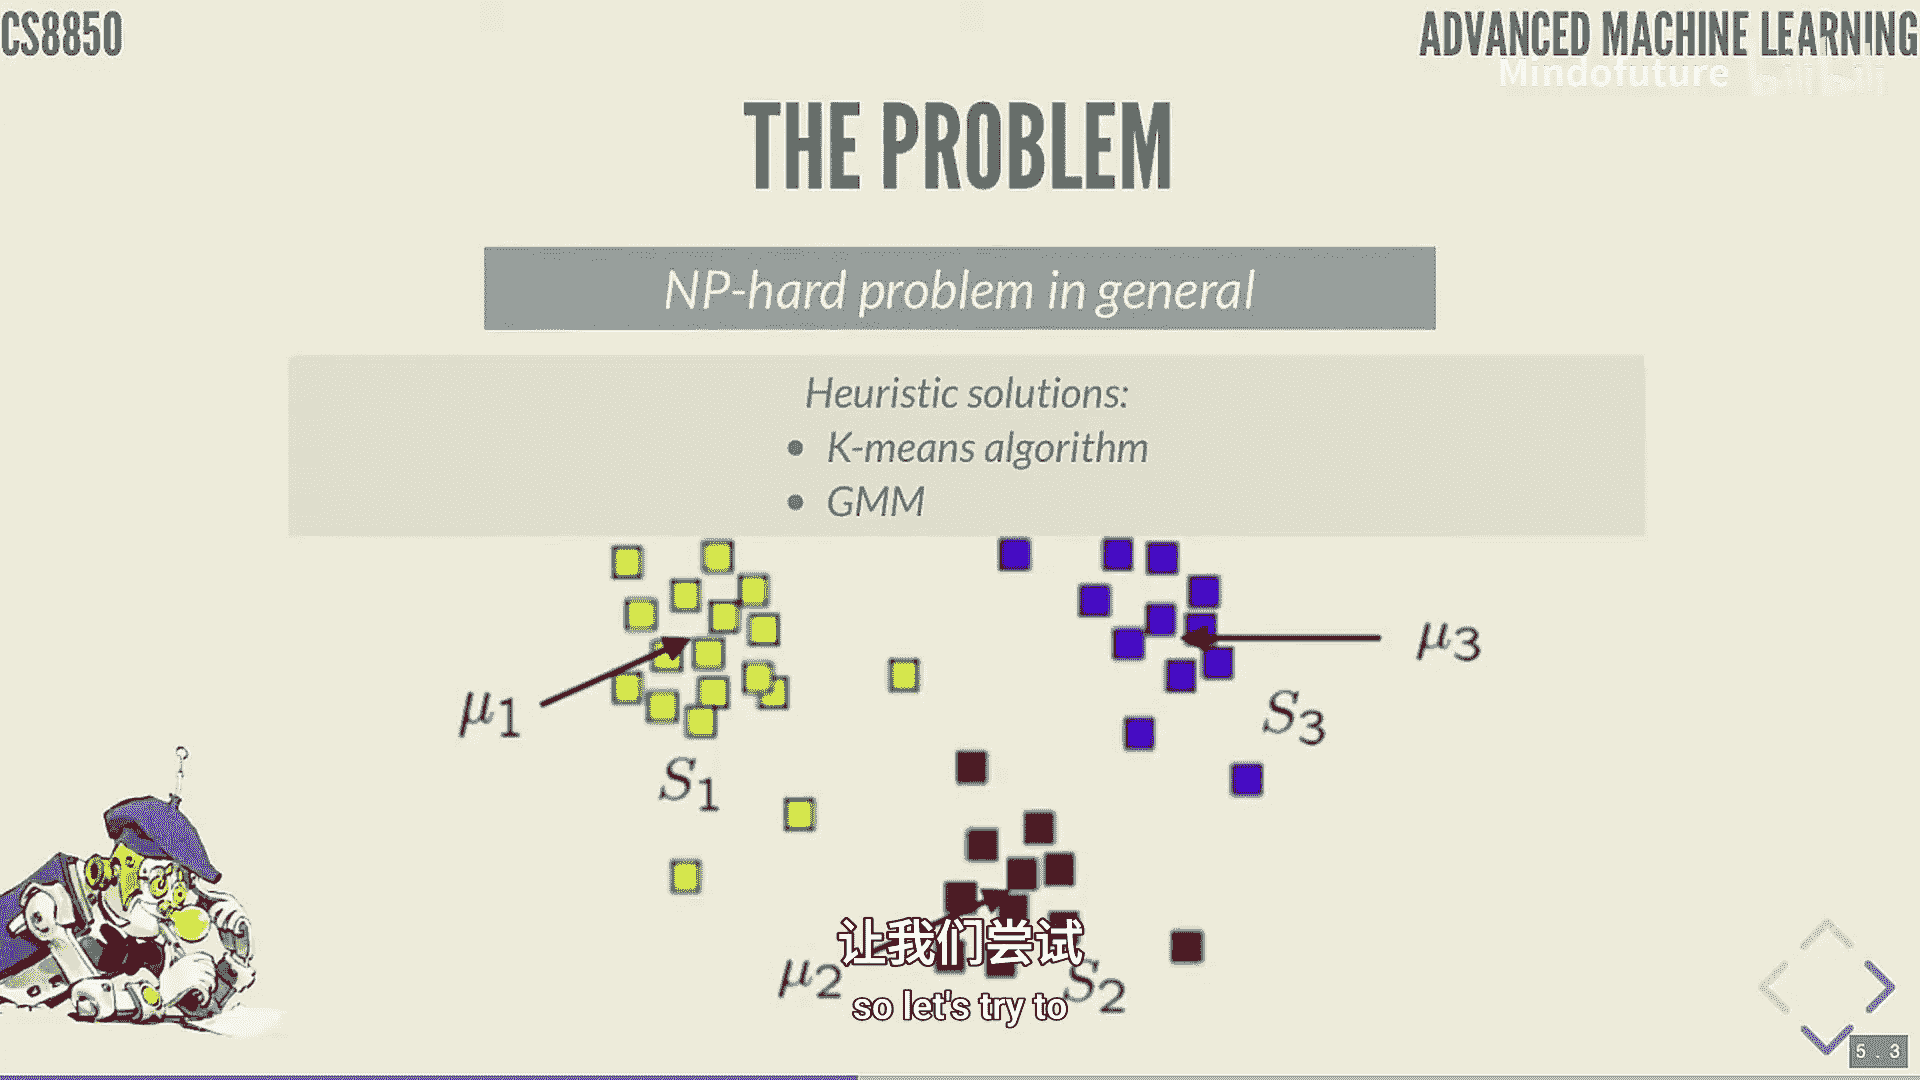 CS8850
ADVANCED MACHINE LEARNING
Mindofuture bilibili
THE PROBLEM
NP-hard problem in general
Heuristic solutions:
• K-means algorithm
• GMM
μ3
μ1
S3
S1
μ2
S2
让我们尝试
so let's try to
5.3